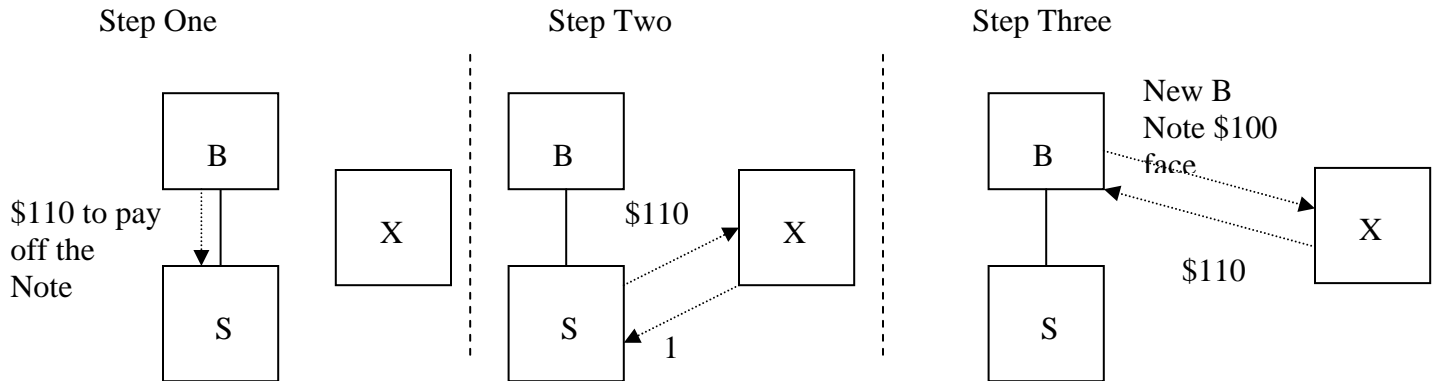 Step One
Step Two
Step Three
B
$110 to pay
off the
Note
S
X
B
$110
X
S
1
New B
Note $100
face
B
X
$110
S